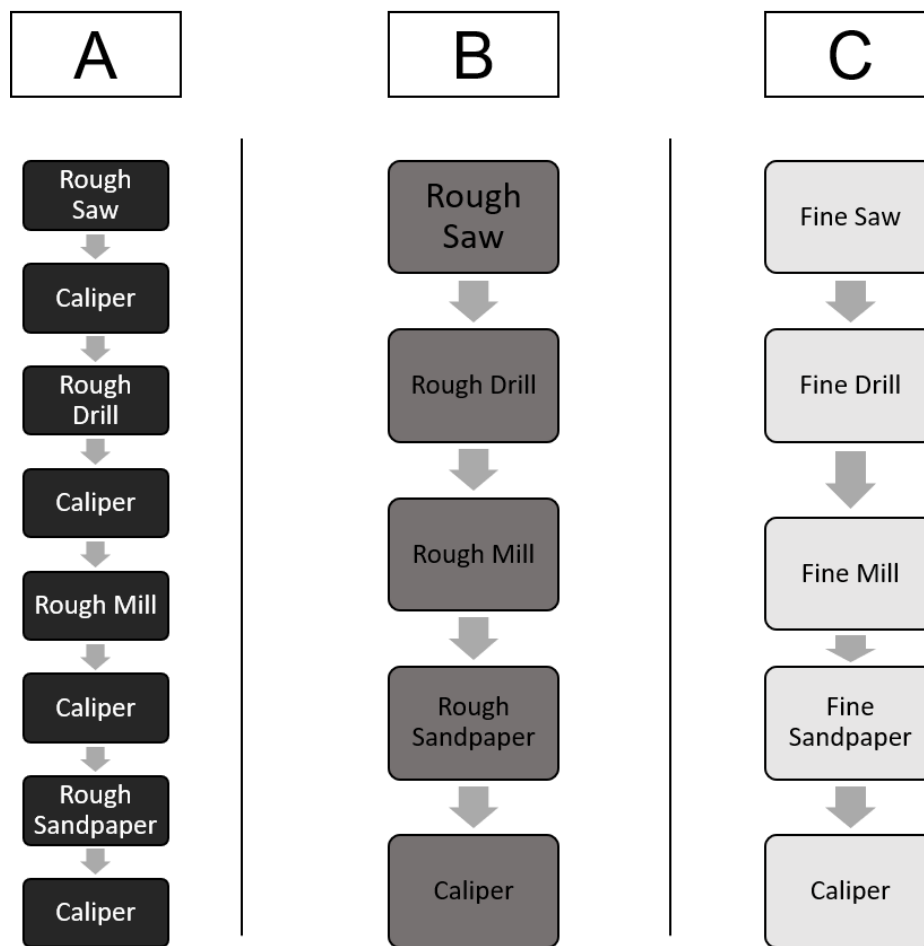 A
B
C
Rough
Saw
Caliper
Rough
Drill
Caliper
Rough Mill
Caliper
Rough
Sandpaper
Caliper
Rough
Saw
Rough Drill
Rough Mill
Rough
Sandpaper
Caliper
Fine Saw
Fine Drill
Fine Mill
Fine
Sandpaper
Caliper